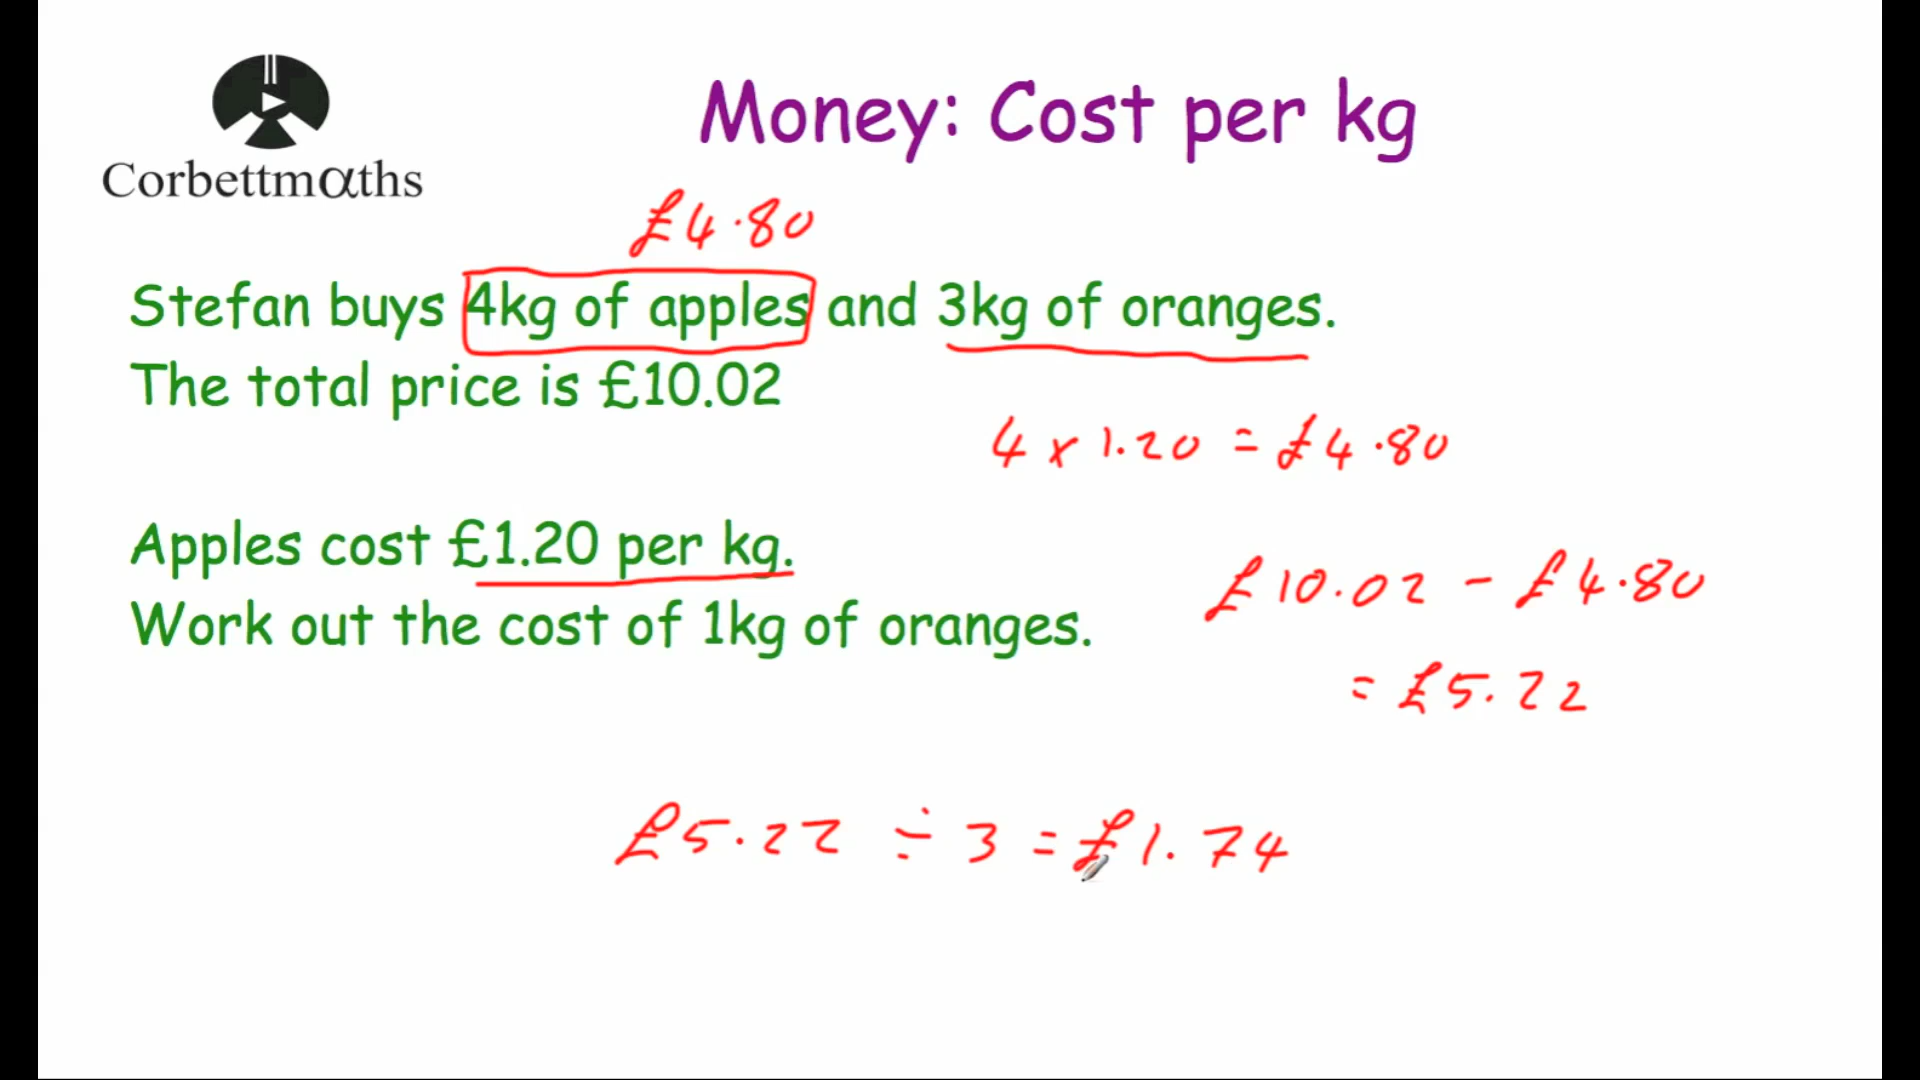 Corbettmαths
Money: Cost per kg
£4.80
Stefan buys 4kg of apples and 3kg of oranges.
The total price is £10.02
4 x 1.20 = £4.80
Apples cost £1.20 per kg.
£10.02 - £4.80
Work out the cost of 1kg of oranges.
= £5.22
£5.22 ÷ 3 = £1.74